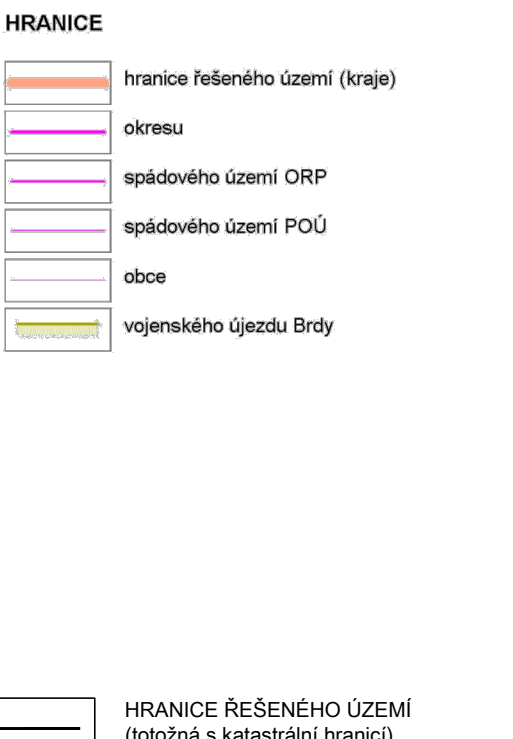 HRANICE
hranice řešeného území (kraje)
okresu
spádového území ORP
spádového území POÚ
obce
vojenského újezdu Brdy
HRANICE ŘEŠENÉHO ÚZEMÍ
(totožná s katastrální hranicí)